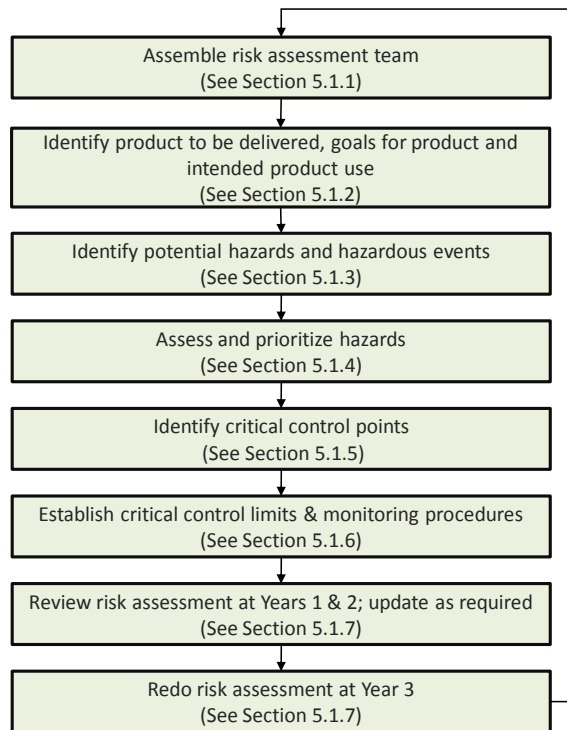 Assemble risk assessment team
(See Section 5.1.1)
Identify product to be delivered, goals for product and
intended product use
(See Section 5.1.2)
Identify potential hazards and hazardous events
(See Section 5.1.3)
Assess and prioritize hazards
(See Section 5.1.4)
Identify critical control points
(See Section 5.1.5)
Establish critical control limits & monitoring procedures
(See Section 5.1.6)
Review risk assessment at Years 1 & 2; update as required
(See Section 5.1.7)
Redo risk assessment at Year 3
(See Section 5.1.7)